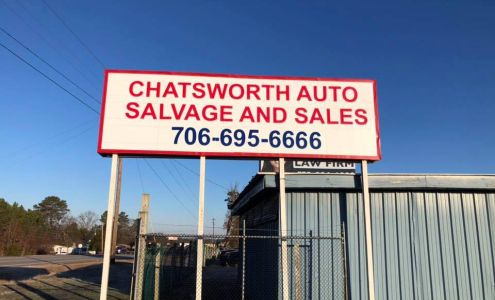 CHATSWORTH AUTO
SALVAGE AND SALES
706-695-6666
LAW FIRM